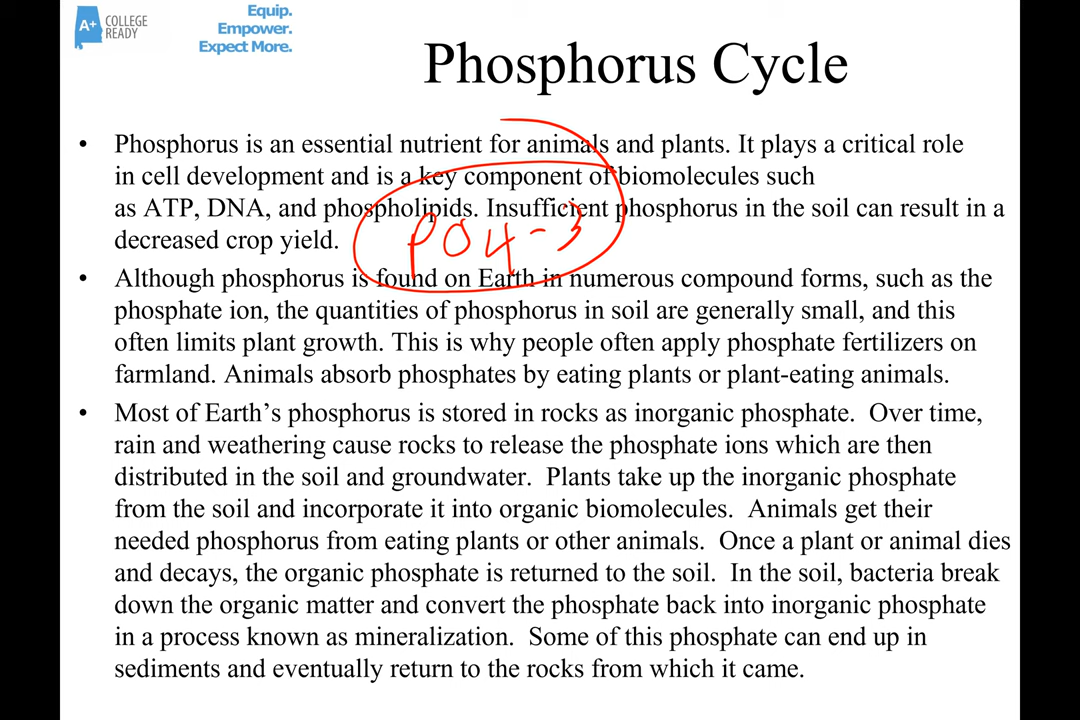 A+ COLLEGE
READY
Equip.
Empower.
Expect More.
Phosphorus Cycle
• Phosphorus is an essential nutrient for animals and plants. It plays a critical role
in cell development and is a key component of biomolecules such
as ATP, DNA, and phospholipids. Insufficient phosphorus in the soil can result in a
decreased crop yield.
PO4-3
• Although phosphorus is found on Earth in numerous compound forms, such as the
phosphate ion, the quantities of phosphorus in soil are generally small, and this
often limits plant growth. This is why people often apply phosphate fertilizers on
farmland. Animals absorb phosphates by eating plants or plant-eating animals.
• Most of Earth's phosphorus is stored in rocks as inorganic phosphate. Over time,
rain and weathering cause rocks to release the phosphate ions which are then
distributed in the soil and groundwater. Plants take up the inorganic phosphate
from the soil and incorporate it into organic biomolecules. Animals get their
needed phosphorus from eating plants or other animals. Once a plant or animal dies
and decays, the organic phosphate is returned to the soil. In the soil, bacteria break
down the organic matter and convert the phosphate back into inorganic phosphate
in a process known as mineralization. Some of this phosphate can end up in
sediments and eventually return to the rocks from which it came.